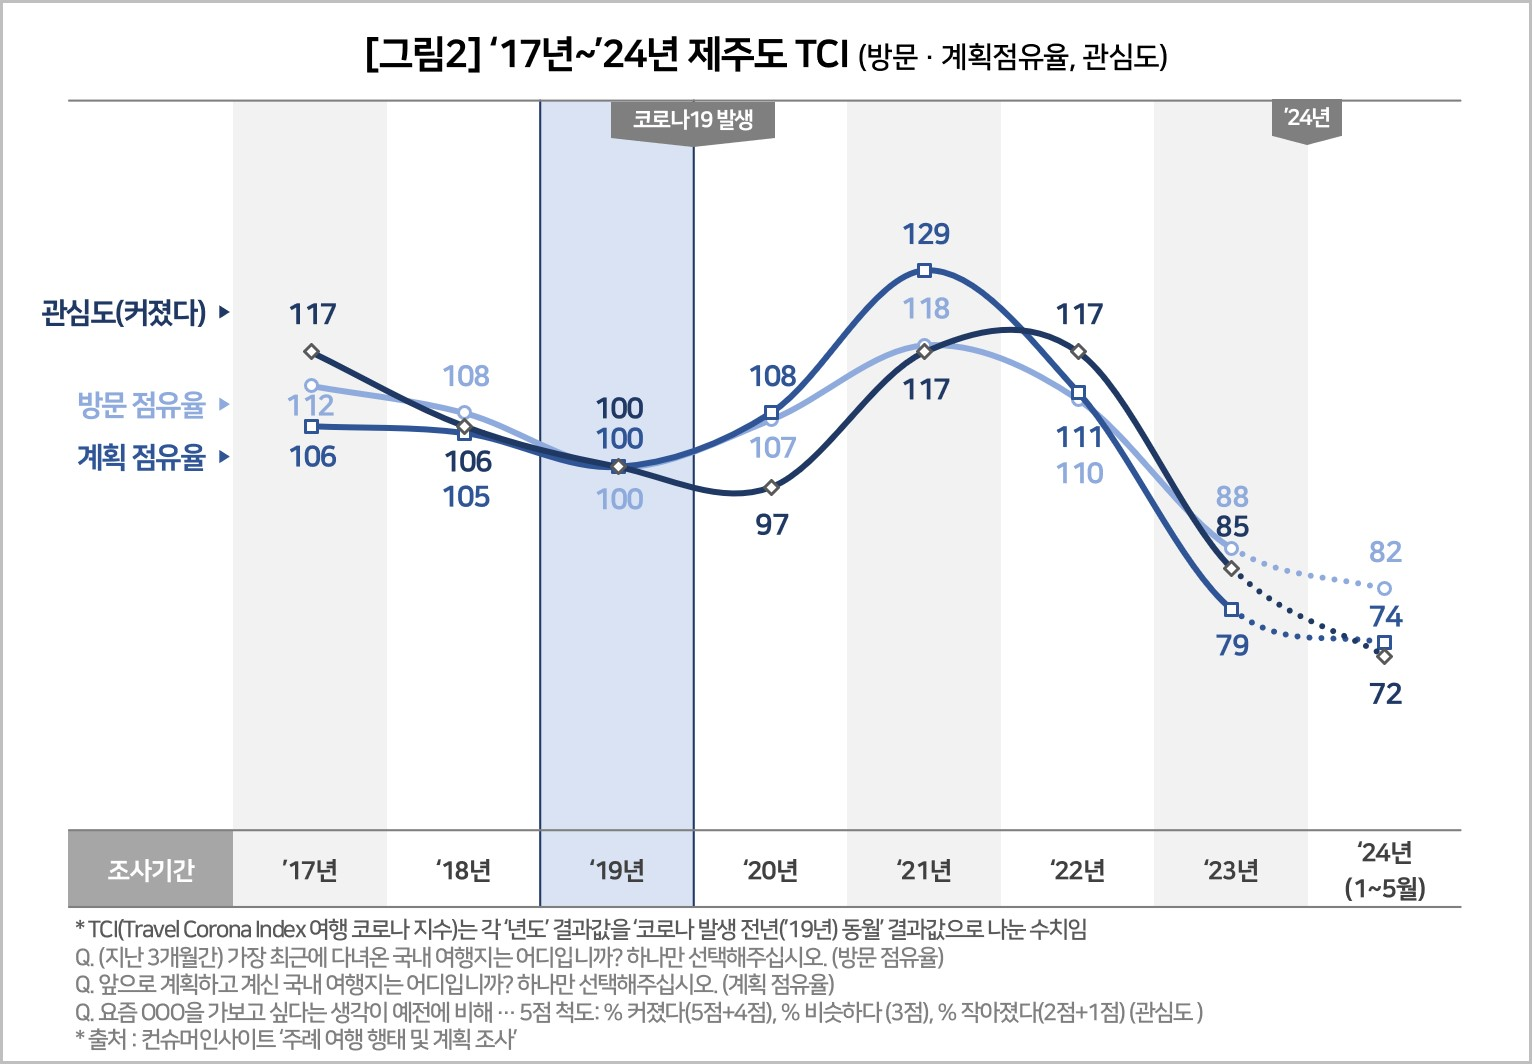 [그림2] ‘17년~’24년 제주도 TCI (방문 · 계획점유율, 관심도)
코로나19 발생
’24년
129
118
관심도(커졌다)
117
117
108
108
117
방문 점유율
112
100
계획 점유율
106
106
100
107
111
105
100
110
97
88
85
82
79
74
72
조사기간
’17년
‘18년
‘19년
‘20년
‘21년
‘22년
‘23년
‘24년
(1~5월)
* TCI(Travel Corona Index 여행 코로나 지수)는 각 ‘년도’ 결과값을 ‘코로나 발생 전년(’19년) 동월’ 결과값으로 나눈 수치임
Q. (지난 3개월간) 가장 최근에 다녀온 국내 여행지는 어디입니까? 하나만 선택해주십시오. (방문 점유율)
Q. 앞으로 계획하고 계신 국내 여행지는 어디입니까? 하나만 선택해주십시오. (계획 점유율)
Q. 요즘 OOO을 가보고 싶다는 생각이 예전에 비해 … 5점 척도: % 커졌다(5점+4점), % 비슷하다 (3점), % 작아졌다(2점+1점) (관심도 )
* 출처 : 컨슈머인사이트 ‘주례 여행 행태 및 계획 조사’